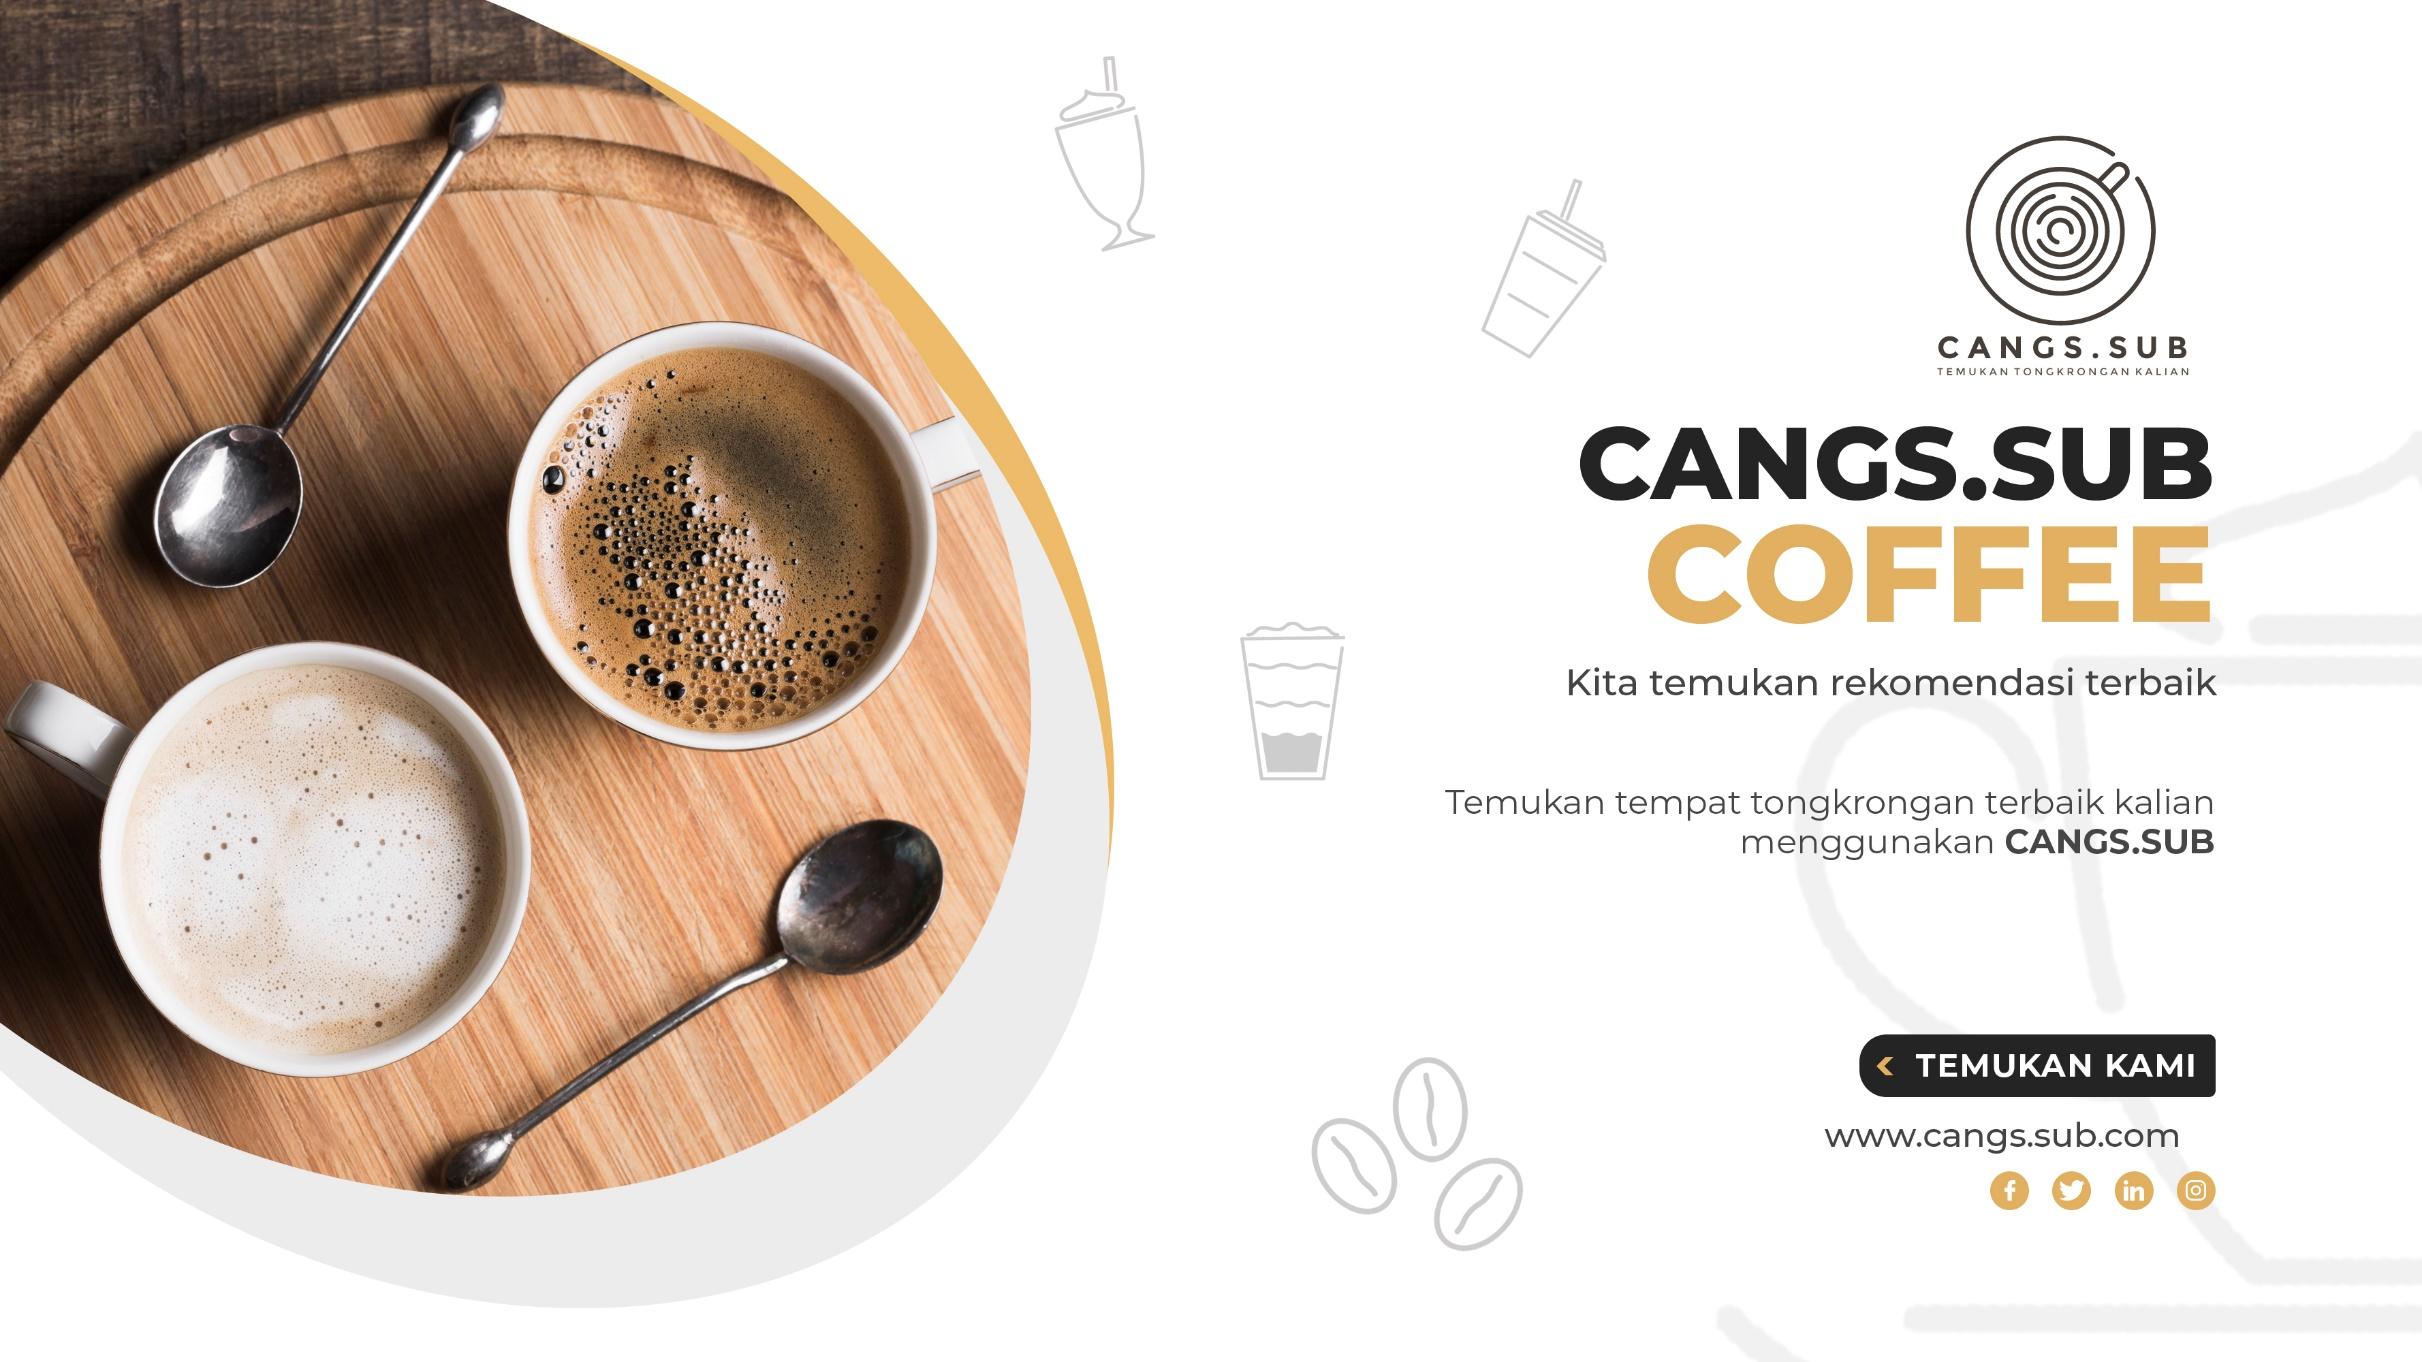 CANGS.SUB
TEMUKAN TONGKRONGAN KALIAN
CANGS.SUB
COFFEE
Kita temukan rekomendasi terbaik
Temukan tempat tongkrongan terbaik kalian
menggunakan CANGS.SUB
TEMUKAN KAMI
www.cangs.sub.com